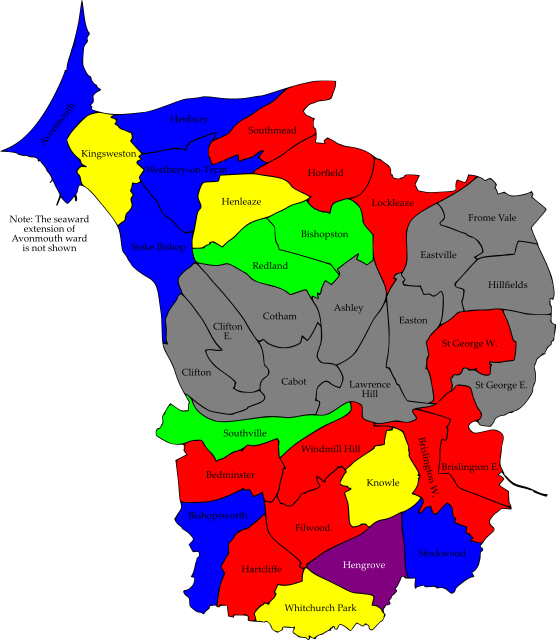 Avonmouth
Henbury
Southmead
Kingsweston
Westbury-on-Trym
Horfield
Henleaze
Lockleaze
Frome Vale
Note: The seaward
extension of
Avonmouth ward
is not shown
Bishopston
Stoke Bishop
Eastville
Redland
Hillfields
Ashley
Cotham
Easton
Clifton
E.
St George W.
Clifton
Cabot
Lawrence
Hill
St George E.
Southville
Windmill Hill
Brislington W.
Brislington E.
Bedminster
Knowle
Bishopsworth
Filwood
Stockwood
Hengrove
Hartcliffe
Whitchurch Park